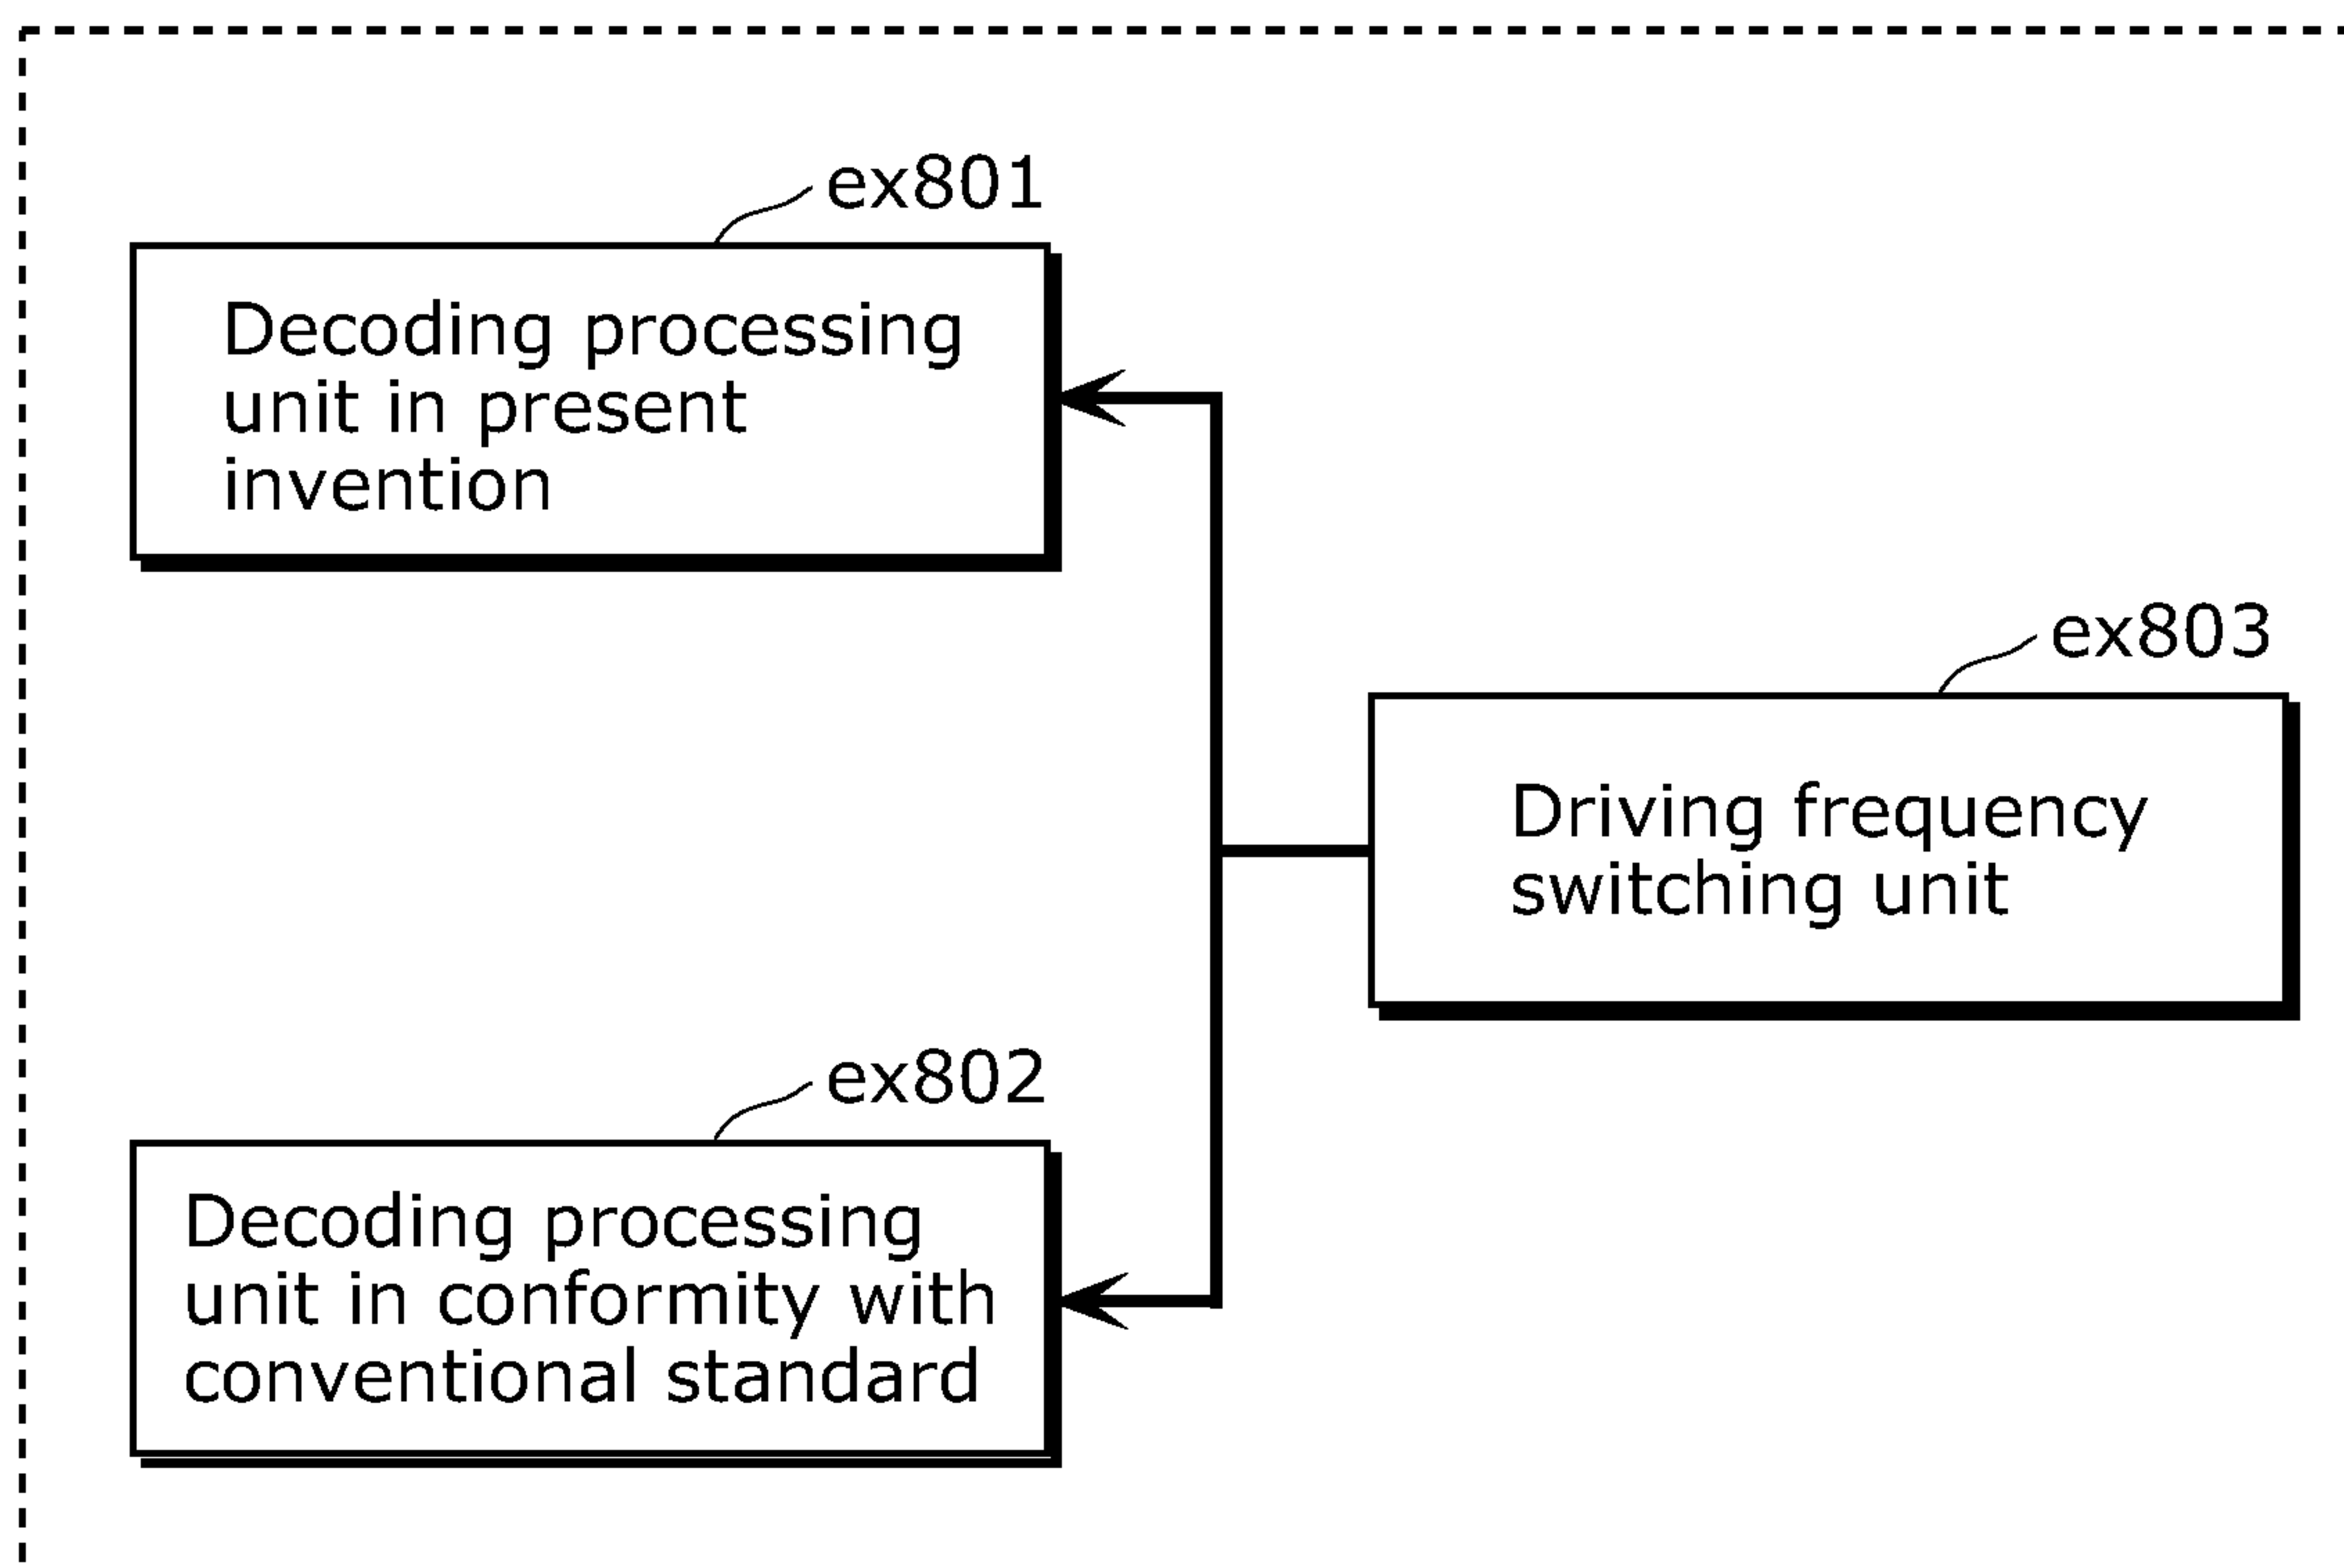 ex801
Decoding processing
unit in present
invention
ex803
Driving frequency
switching unit
ex802
Decoding processing
unit in conformity with
conventional standard